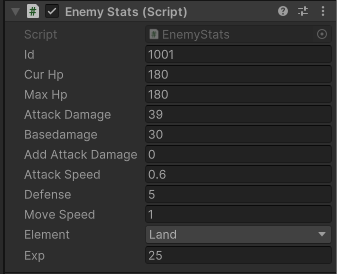 Enemy Stats (Script)
Script EnemyStats
Id 1001
Cur Hp 180
Max Hp 180
Attack Damage 39
Basedamage 30
Add Attack Damage 0
Attack Speed 0.6
Defense 5
Move Speed 1
Element Land
Exp 25